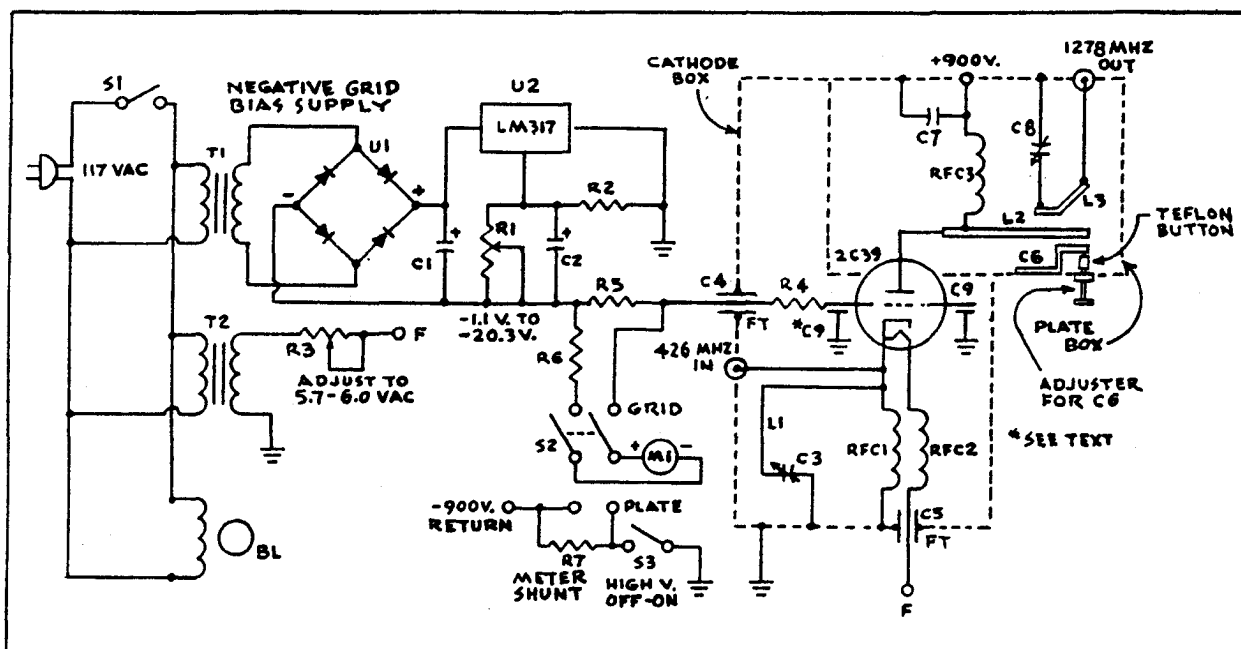 S1
117 VAC
NEGATIVE GRID
BIAS SUPPLY
T1
U1
-
+
U2
LM317
R1
R2
+
C1
+
C2
-1.1 V. TO
-20.3 V.
R5
R6
T2
R3
F
ADJUST TO
5.7-6.0 VAC
BL
GRID
S2
+
M1
-
-900V.
RETURN
PLATE
R7
S3
METER
SHUNT
HIGH V.
OFF-ON
CATHODE
BOX
+900V.
1278 MHZ
OUT
C7
RFC3
C8
L3
L2
TEFLON
BUTTON
C6
2C39
C4
FT
R4
*C9
C9
426 MHZ
IN
PLATE
BOX
ADJUSTER
FOR C6
L1
C3
RFC1
RFC2
*SEE TEXT
C5
FT
F